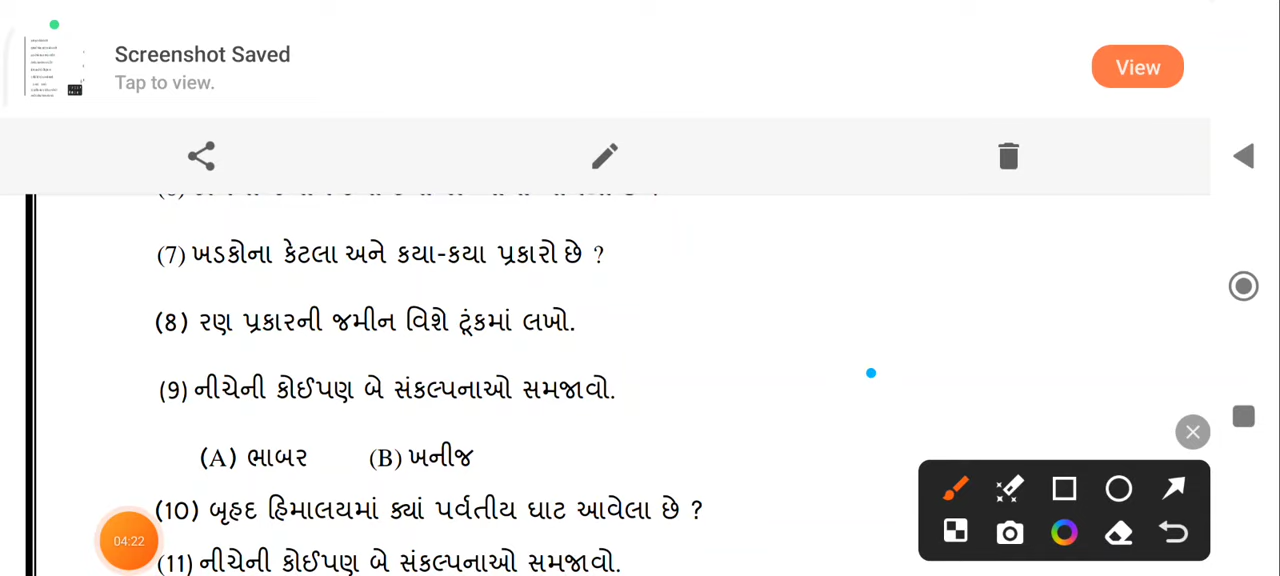 Screenshot Saved
Tap to view.
View
(7) ખડકોના કેટલા અને કયા-કયા પ્રકારો છે ?
(8) રણ પ્રકારની જમીન વિશે ટૂંકમાં લખો.
(9) નીચેની કોઈપણ બે સંકલ્પનાઓ સમજાવો.
(A) ભાબર (B) ખનીજ
(10) બૃહદ હિમાલયમાં ક્યાં પર્વતીય ઘાટ આવેલા છે ?
04:22
(11) નીચેની કોઈપણ બે સંકલ્પનાઓ સમજાવો.